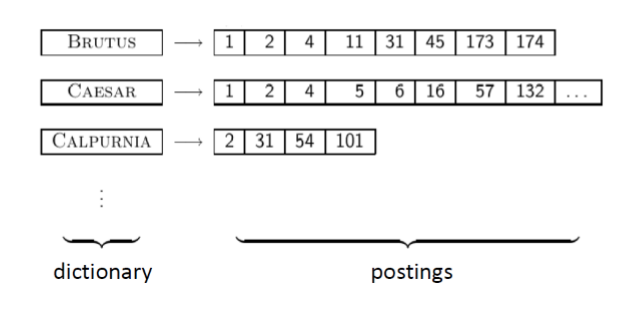 BRUTUS → 1 2 4 11 31 45 173 174
CAESAR → 1 2 4 5 6 16 57 132 ...
CALPURNIA → 2 31 54 101
⋮
dictionary postings